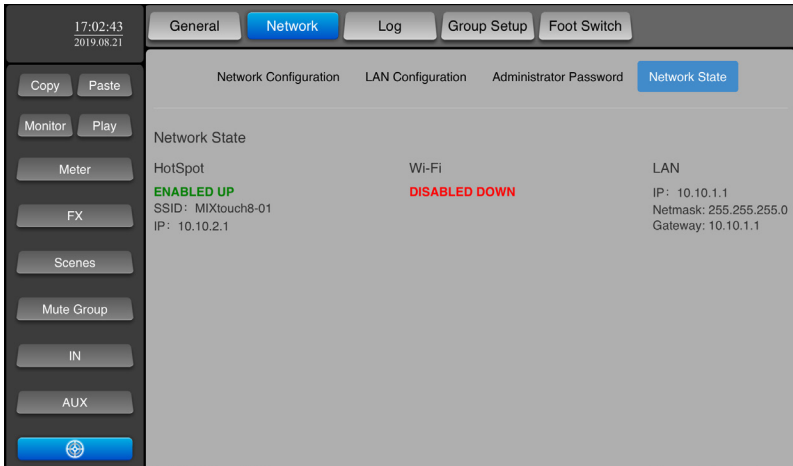 17:02:43
2019.08.21
General Network Log Group Setup Foot Switch
Network Configuration LAN Configuration Administrator Password Network State
Copy Paste
Monitor Play
Meter
FX
Scenes
Mute Group
IN
AUX
Network State
HotSpot
ENABLED UP
SSID: MIXtouch8-01
IP: 10.10.2.1
Wi-Fi
DISABLED DOWN
LAN
IP: 10.10.1.1
Netmask: 255.255.255.0
Gateway: 10.10.1.1